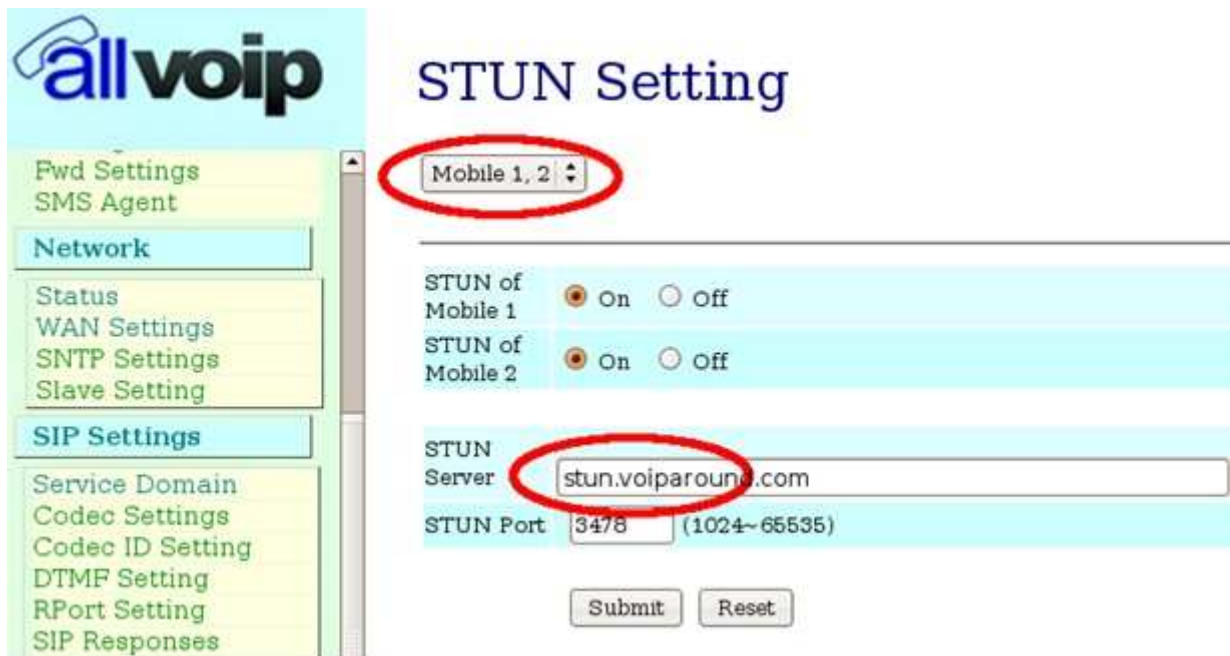 allvoip
Fwd Settings
SMS Agent
Network
Status
WAN Settings
SNTP Settings
Slave Setting
SIP Settings
Service Domain
Codec Settings
Codec ID Setting
DTMF Setting
RPort Setting
SIP Responses
STUN Setting
Mobile 1, 2
STUN of
Mobile 1
On Off
STUN of
Mobile 2
On Off
STUN
Server
stun.voiparound.com
STUN Port 3478 (1024~65535)
Submit Reset